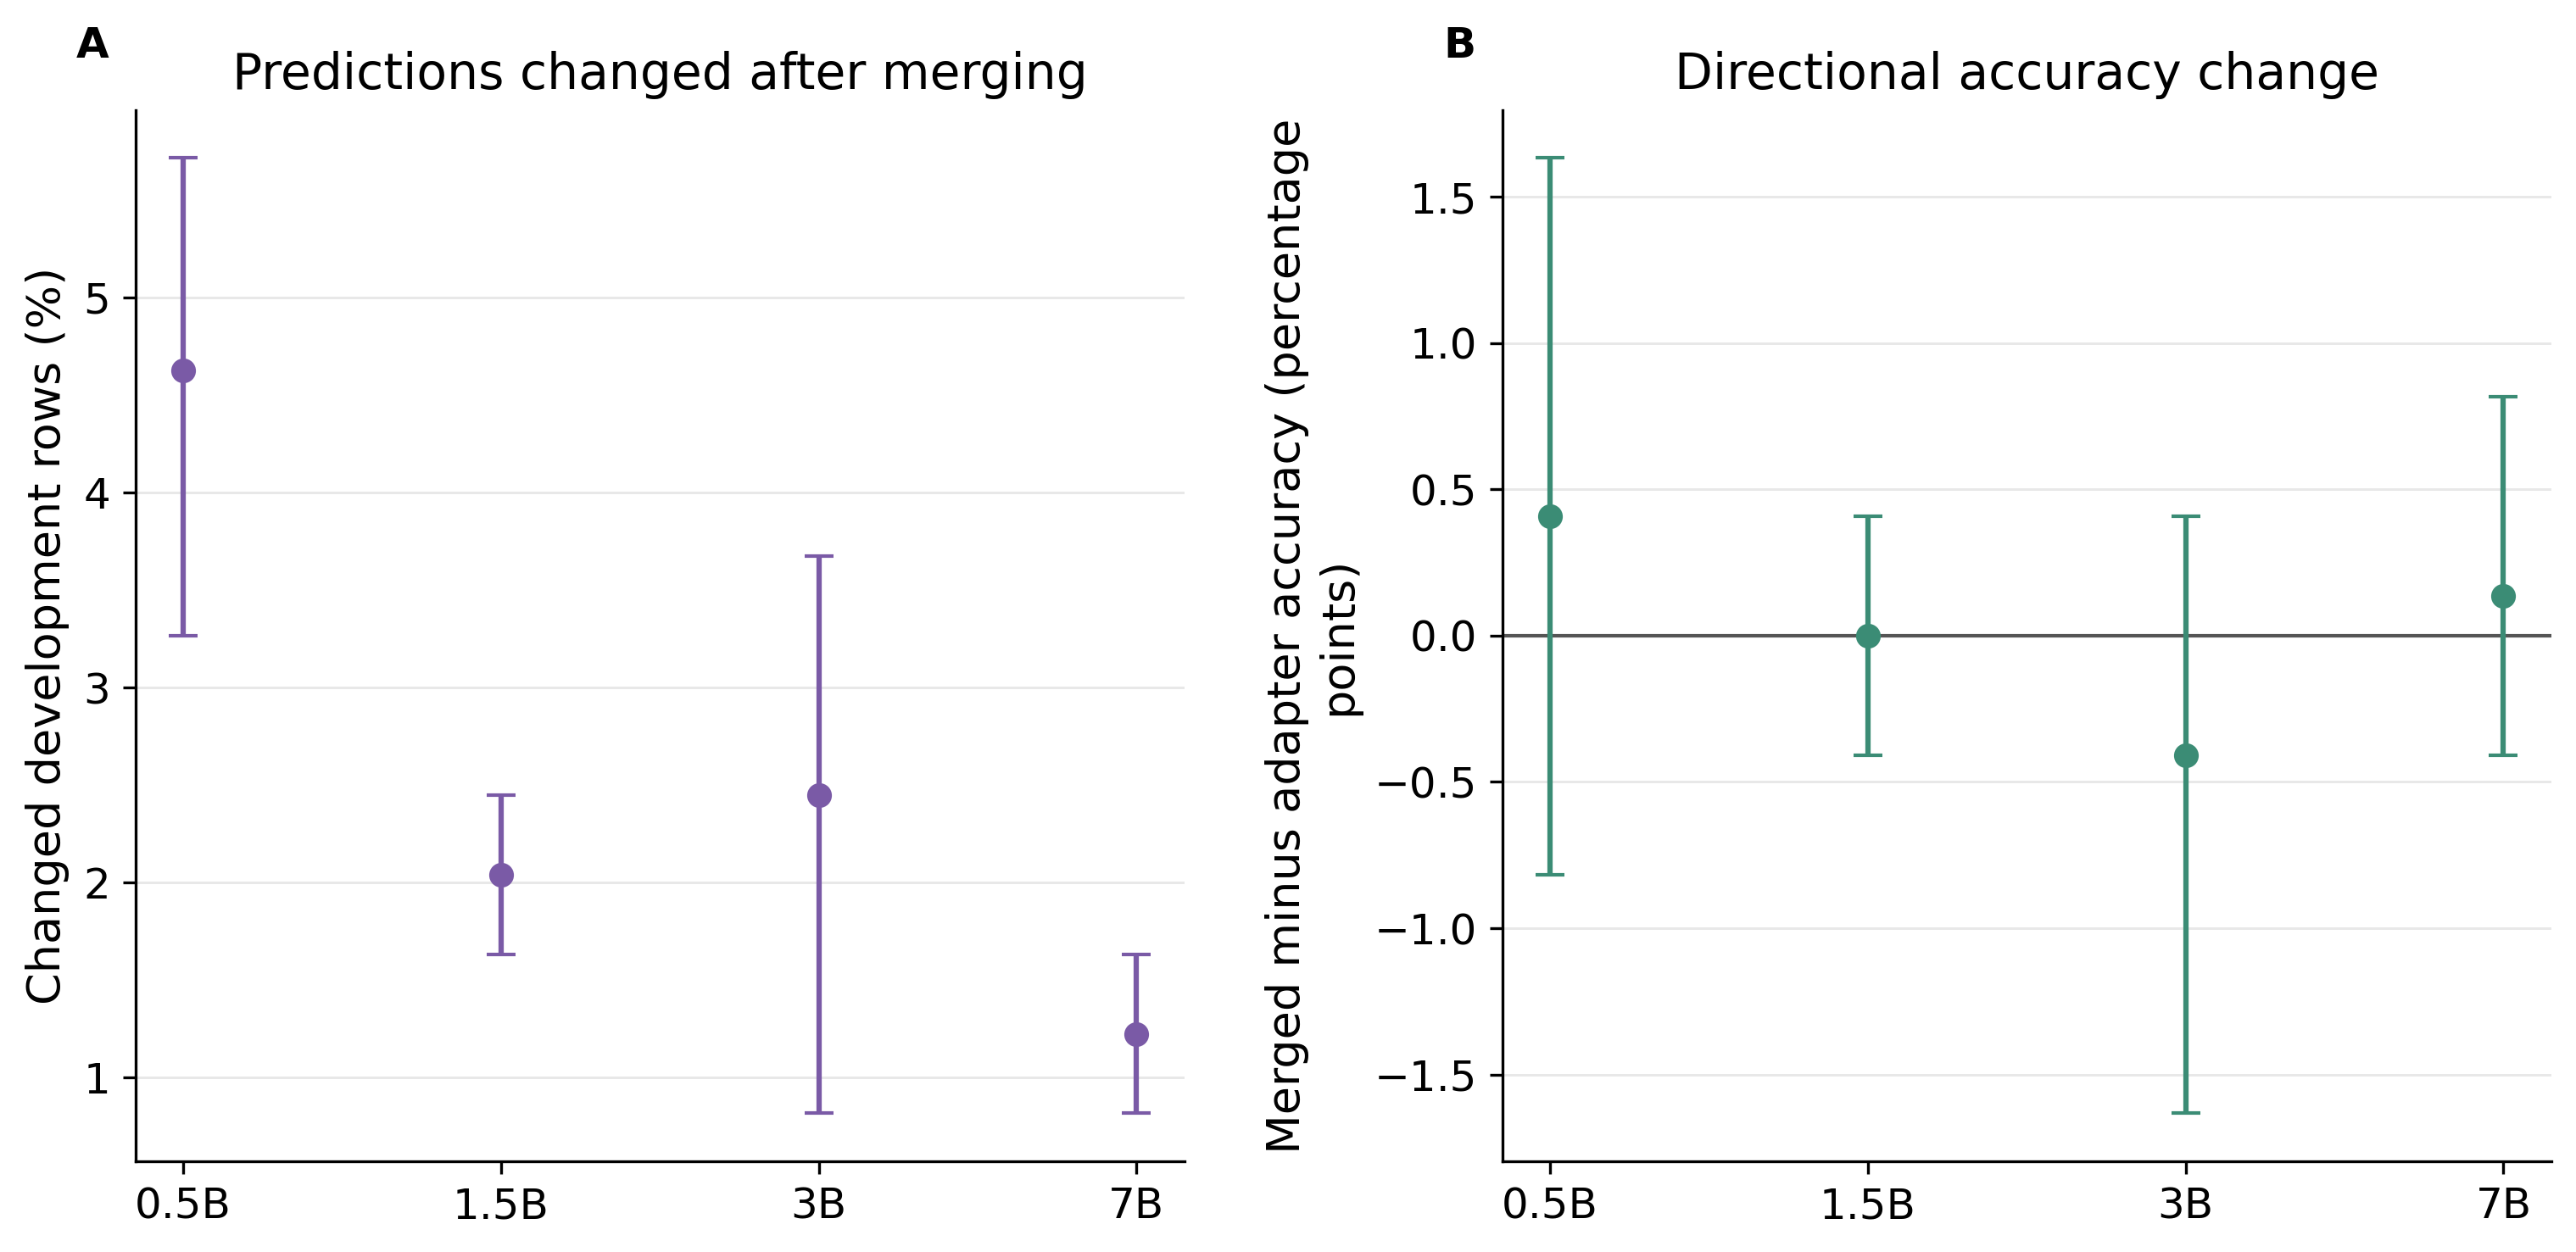 A
Predictions changed after merging
Changed development rows (%)
5
4
3
2
1
0.5B
1.5B
3B
7B
B
Directional accuracy change
Merged minus adapter accuracy (percentage
points)
1.5
1.0
0.5
0.0
−0.5
−1.0
−1.5
0.5B
1.5B
3B
7B